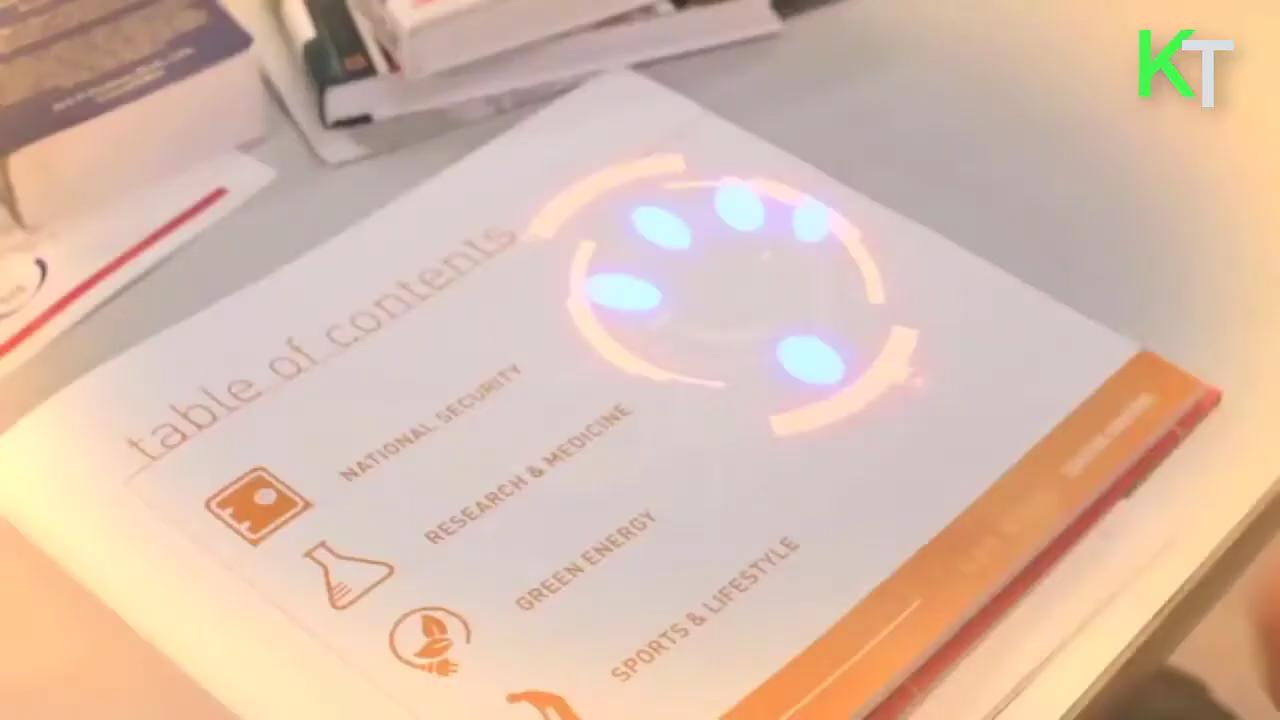 KT
table of contents
NATIONAL SECURITY
RESEARCH & MEDICINE
GREEN ENERGY
SPORTS & LIFESTYLE